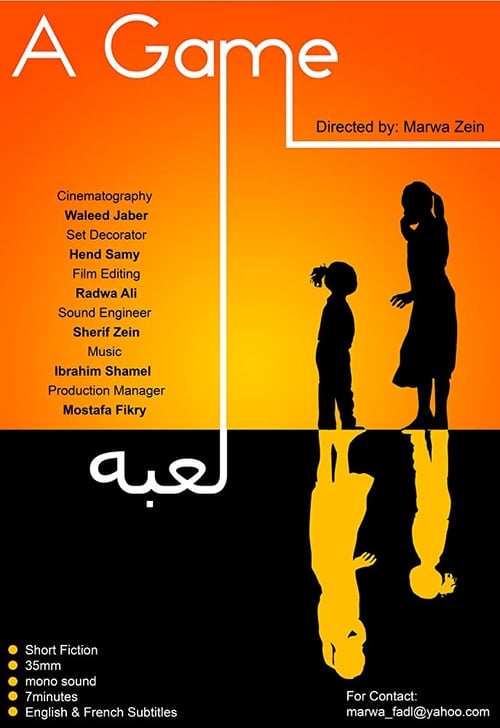 A Game
Directed by: Marwa Zein
Cinematography
Waleed Jaber
Set Decorator
Hend Samy
Film Editing
Radwa Ali
Sound Engineer
Sherif Zein
Music
Ibrahim Shamel
Production Manager
Mostafa Fikry
لعبه
Short Fiction
35mm
mono sound
7minutes
English & French Subtitles
For Contact:
marwa_fadl@yahoo.com